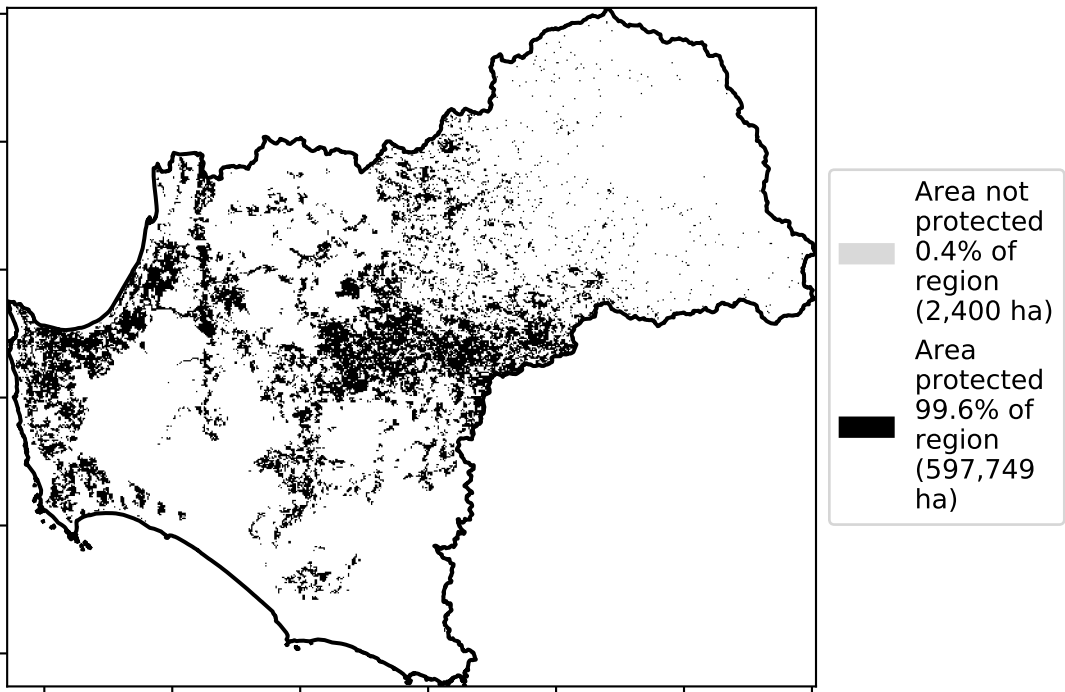 Area not
protected
0.4% of
region
(2,400 ha)
Area
protected
99.6% of
region
(597,749
ha)